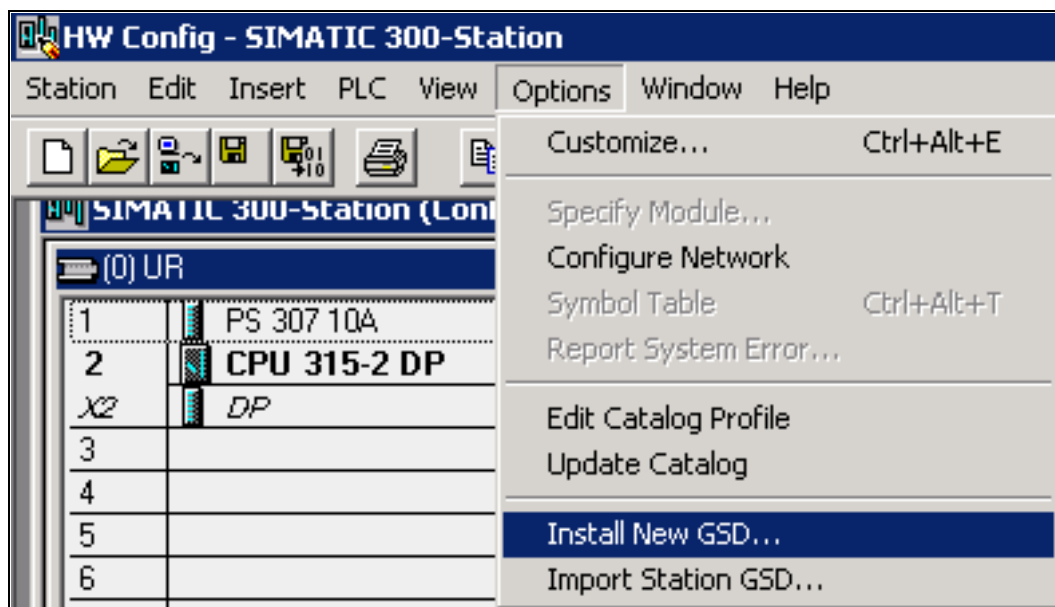 HW Config - SIMATIC 300-Station
Station Edit Insert PLC View Options Window Help
Customize... Ctrl+Alt+E
SIMATIC 300-Station
Specify Module...
(0) UR
Configure Network
1 PS 307 10A
Symbol Table Ctrl+Alt+T
2 CPU 315-2 DP
Report System Error...
X2 DP
Edit Catalog Profile
3
Update Catalog
4
5
Install New GSD...
6
Import Station GSD...